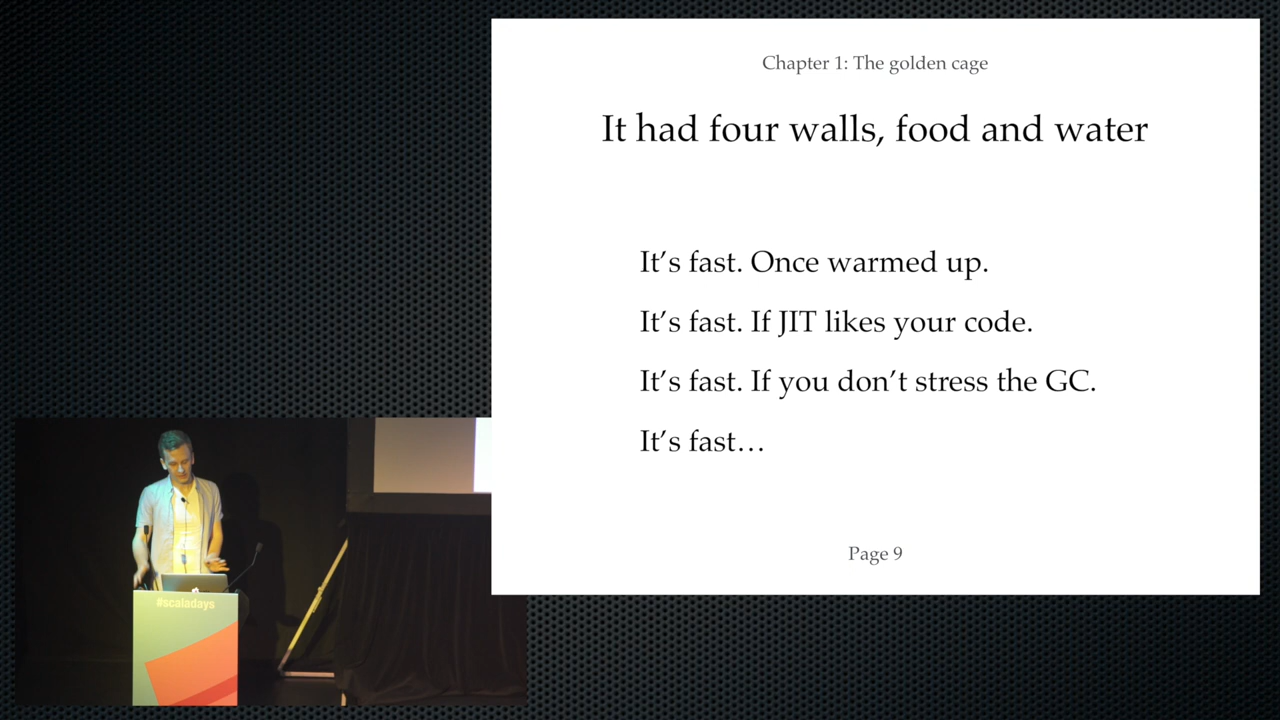 Chapter 1: The golden cage
It had four walls, food and water
It’s fast. Once warmed up.
It’s fast. If JIT likes your code.
It’s fast. If you don’t stress the GC.
It’s fast…
Page 9
#scaladays